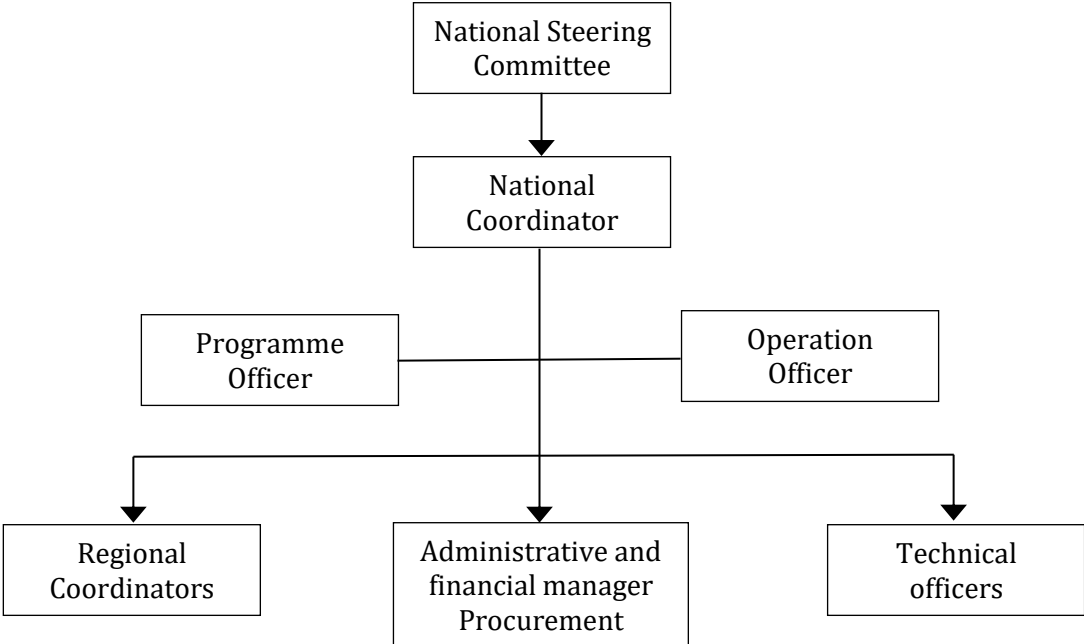 National Steering
Committee
National
Coordinator
Programme
Officer
Operation
Officer
Regional
Coordinators
Administrative and
financial manager
Procurement
Technical
officers